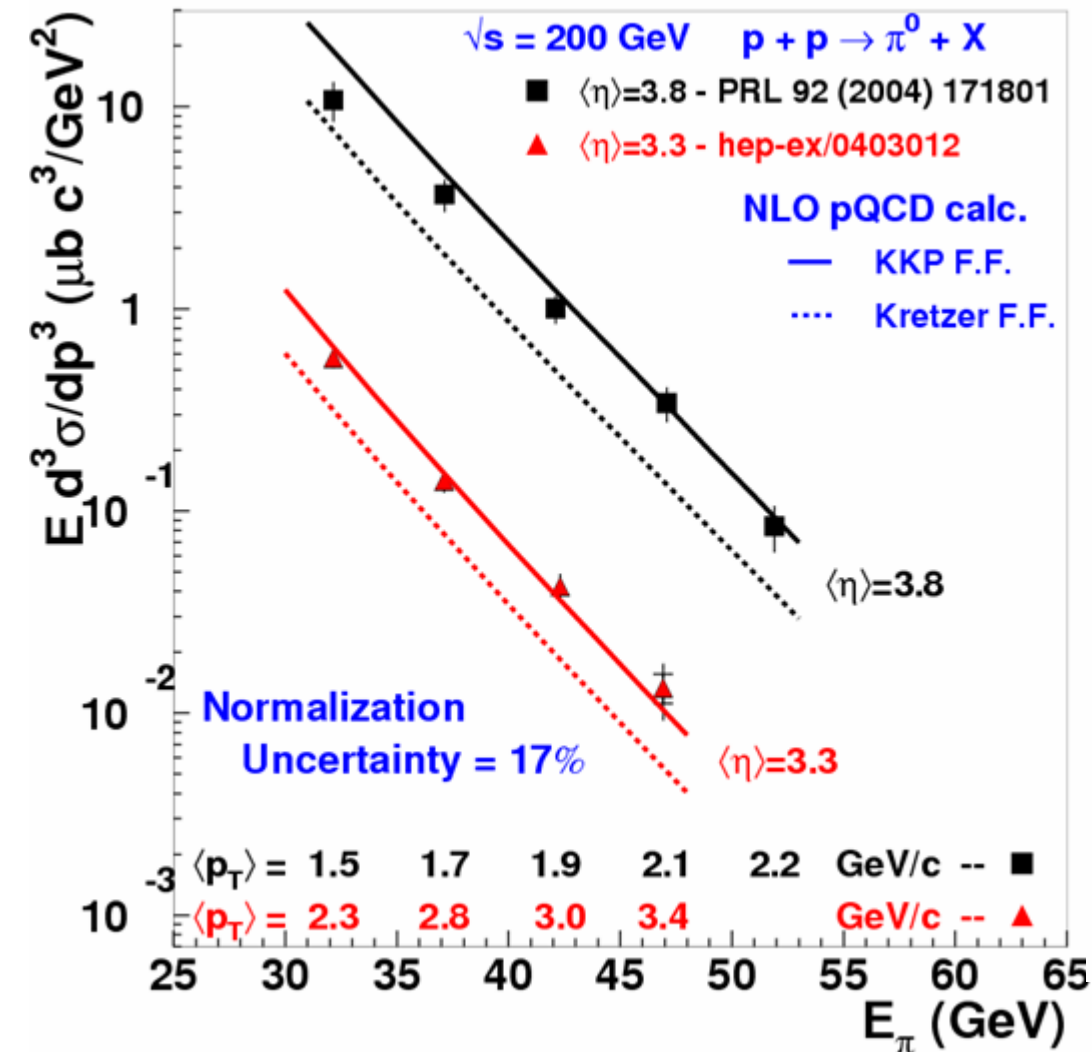 √s = 200 GeV p + p → π⁰ + X
■ ⟨η⟩=3.8 - PRL 92 (2004) 171801
▲ ⟨η⟩=3.3 - hep-ex/0403012
NLO pQCD calc.
KKP F.F.
Kretzer F.F.
E d³σ/dp³ (μb c³/GeV²)
10
1
10⁻¹
10⁻²
10⁻³
⟨η⟩=3.8
⟨η⟩=3.3
Normalization
Uncertainty = 17%
⟨p_T⟩ = 1.5 1.7 1.9 2.1 2.2 GeV/c -- ■
⟨p_T⟩ = 2.3 2.8 3.0 3.4 GeV/c -- ▲
25 30 35 40 45 50 55 60 65
E_π (GeV)